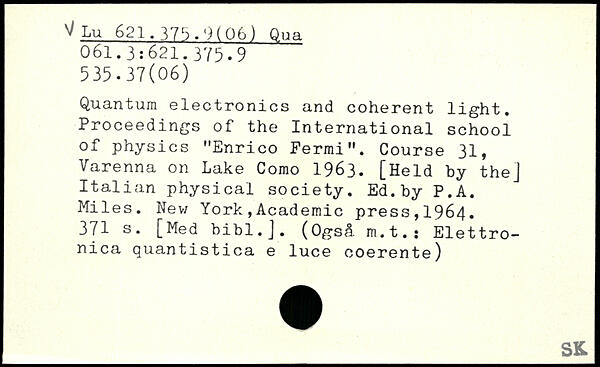 V Lu 621.375.9(06) Qua
061.3:621.375.9
535.37(06)
Quantum electronics and coherent light.
Proceedings of the International school
of physics "Enrico Fermi". Course 31,
Varenna on Lake Como 1963. [Held by the]
Italian physical society. Ed.by P.A.
Miles. New York,Academic press,1964.
371 s. [Med bibl.]. (Også m.t.: Elettro-
nica quantistica e luce coerente)
SK